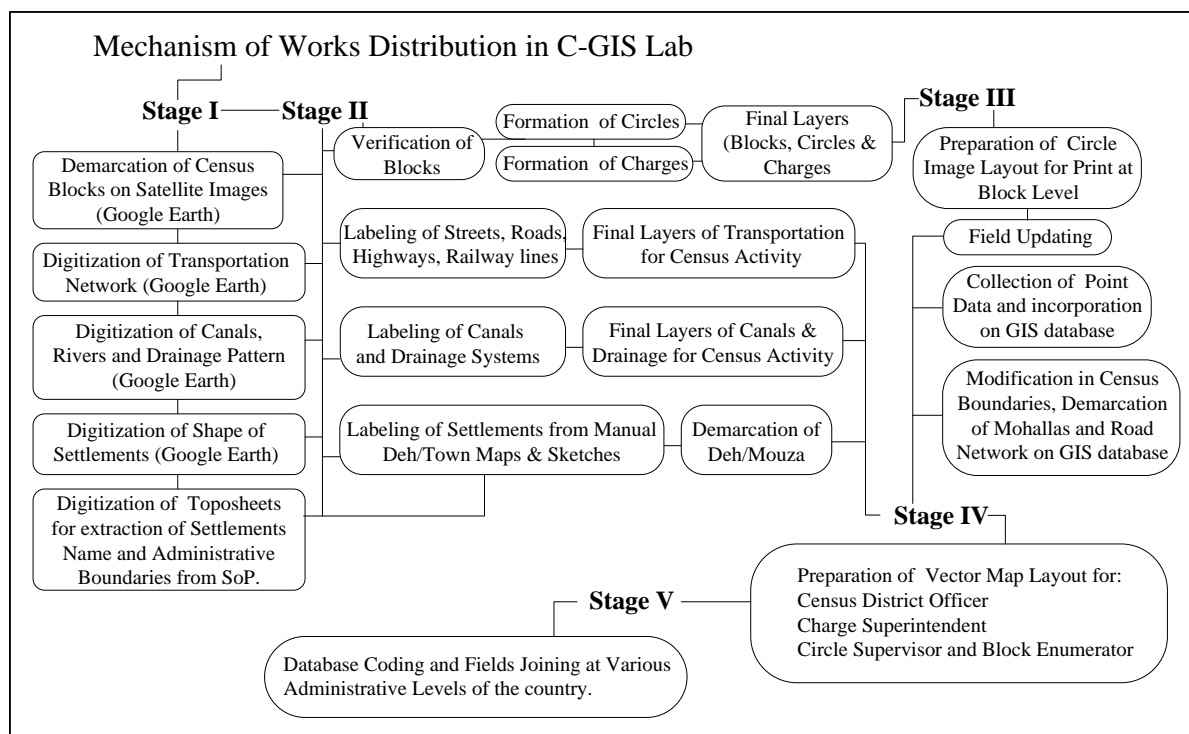 Mechanism of Works Distribution in C-GIS Lab
Stage I
Demarcation of Census
Blocks on Satellite Images
(Google Earth)
Digitization of Transportation
Network (Google Earth)
Digitization of Canals,
Rivers and Drainage Pattern
(Google Earth)
Digitization of Shape of
Settlements (Google Earth)
Digitization of Toposheets
for extraction of Settlements
Name and Administrative
Boundaries from SoP.
Stage II
Verification of
Blocks
Formation of Circles
Formation of Charges
Final Layers
(Blocks, Circles &
Charges
Labeling of Streets, Roads,
Highways, Railway lines
Final Layers of Transportation
for Census Activity
Labeling of Canals
and Drainage Systems
Final Layers of Canals &
Drainage for Census Activity
Labeling of Settlements from Manual
Deh/Town Maps & Sketches
Demarcation of
Deh/Mouza
Stage III
Preparation of Circle
Image Layout for Print at
Block Level
Field Updating
Collection of Point
Data and incorporation
on GIS database
Modification in Census
Boundaries, Demarcation
of Mohallas and Road
Network on GIS database
Stage IV
Preparation of Vector Map Layout for:
Census District Officer
Charge Superintendent
Circle Supervisor and Block Enumerator
Stage V
Database Coding and Fields Joining at Various
Administrative Levels of the country.